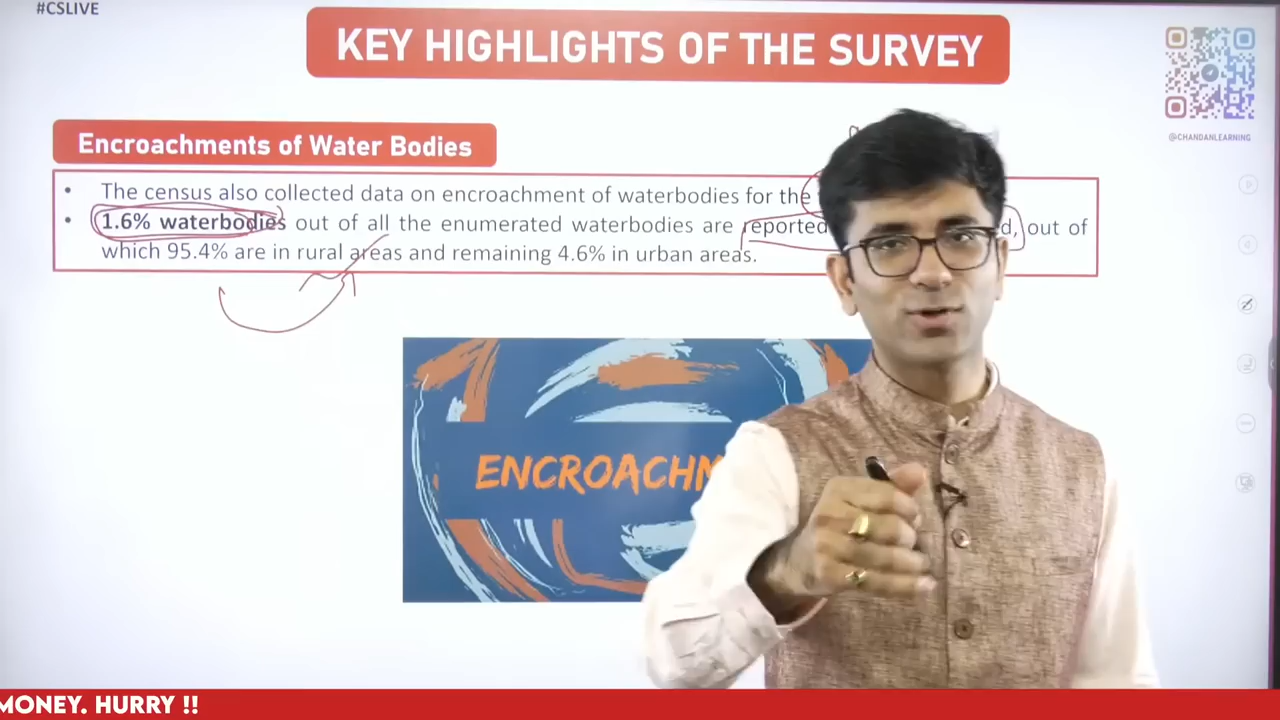 #CSLIVE
KEY HIGHLIGHTS OF THE SURVEY
@CHANDANLEARNING
Encroachments of Water Bodies
• The census also collected data on encroachment of waterbodies for the
• 1.6% waterbodies out of all the enumerated waterbodies are reported d, out of
which 95.4% are in rural areas and remaining 4.6% in urban areas.
ENCROACHM
MONEY. HURRY !!